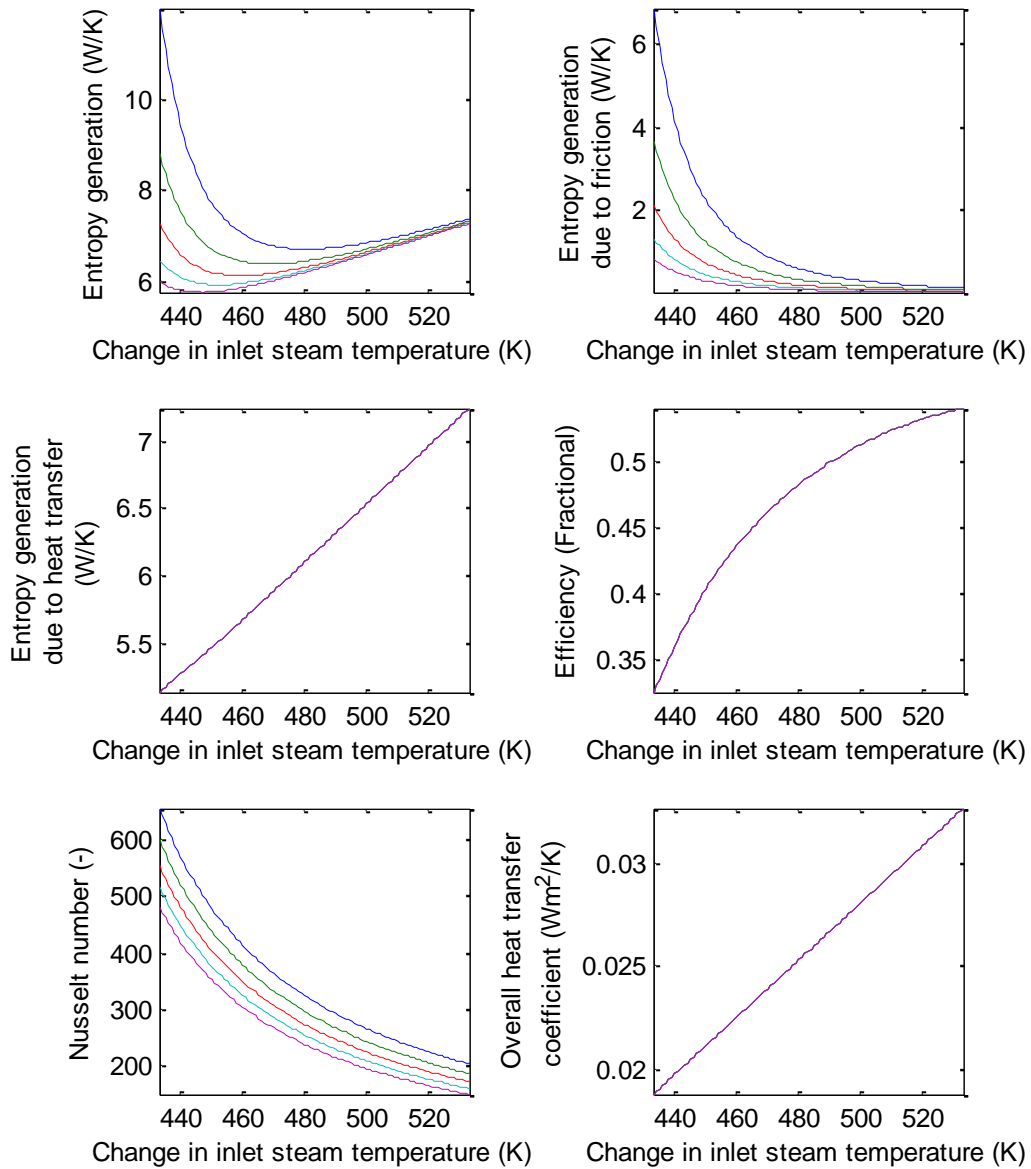 Entropy generation (W/K)
10
8
6
440 460 480 500 520
Change in inlet steam temperature (K)
Entropy generation
due to friction (W/K)
6
4
2
440 460 480 500 520
Change in inlet steam temperature (K)
Entropy generation
due to heat transfer
(W/K)
7
6.5
6
5.5
440 460 480 500 520
Change in inlet steam temperature (K)
Efficiency (Fractional)
0.5
0.45
0.4
0.35
440 460 480 500 520
Change in inlet steam temperature (K)
Nusselt number (-)
600
500
400
300
200
440 460 480 500 520
Change in inlet steam temperature (K)
Overall heat transfer
coefficient (Wm²/K)
0.03
0.025
0.02
440 460 480 500 520
Change in inlet steam temperature (K)